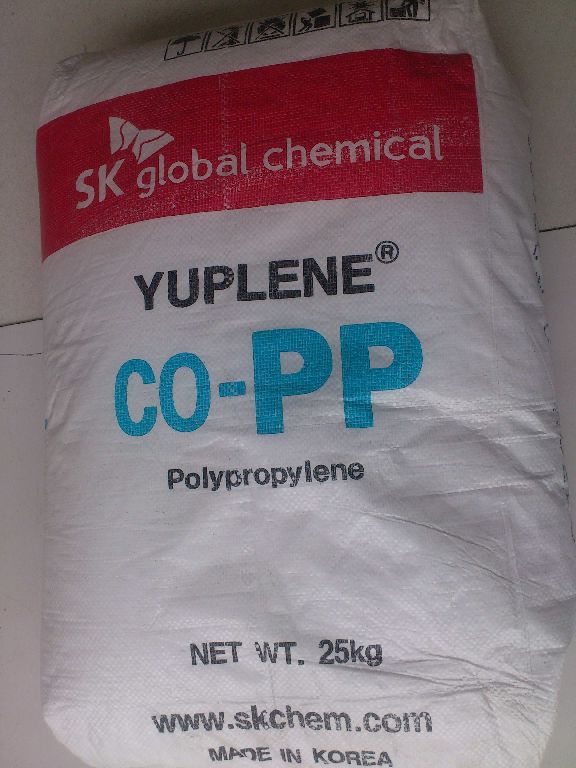 SK global chemical
YUPLENE®
CO-PP
Polypropylene
NET WT. 25kg
www.skchem.com
MADE IN KOREA